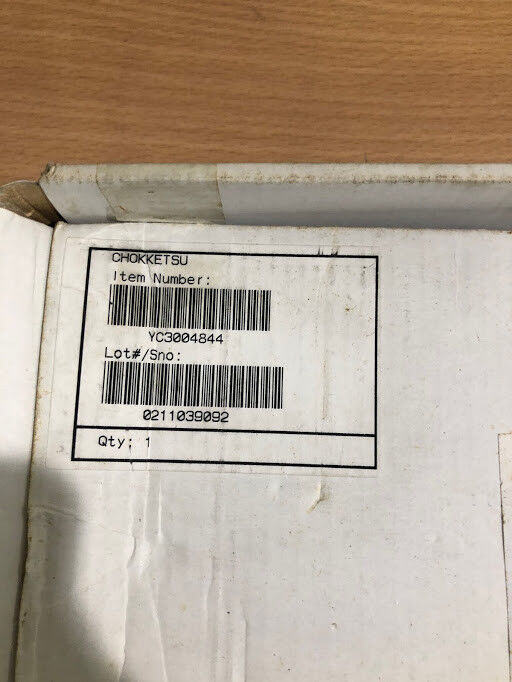 CHOKKETSU
Item Number:
YC3004844
Lot#/Sno:
0211039092
Qty: 1